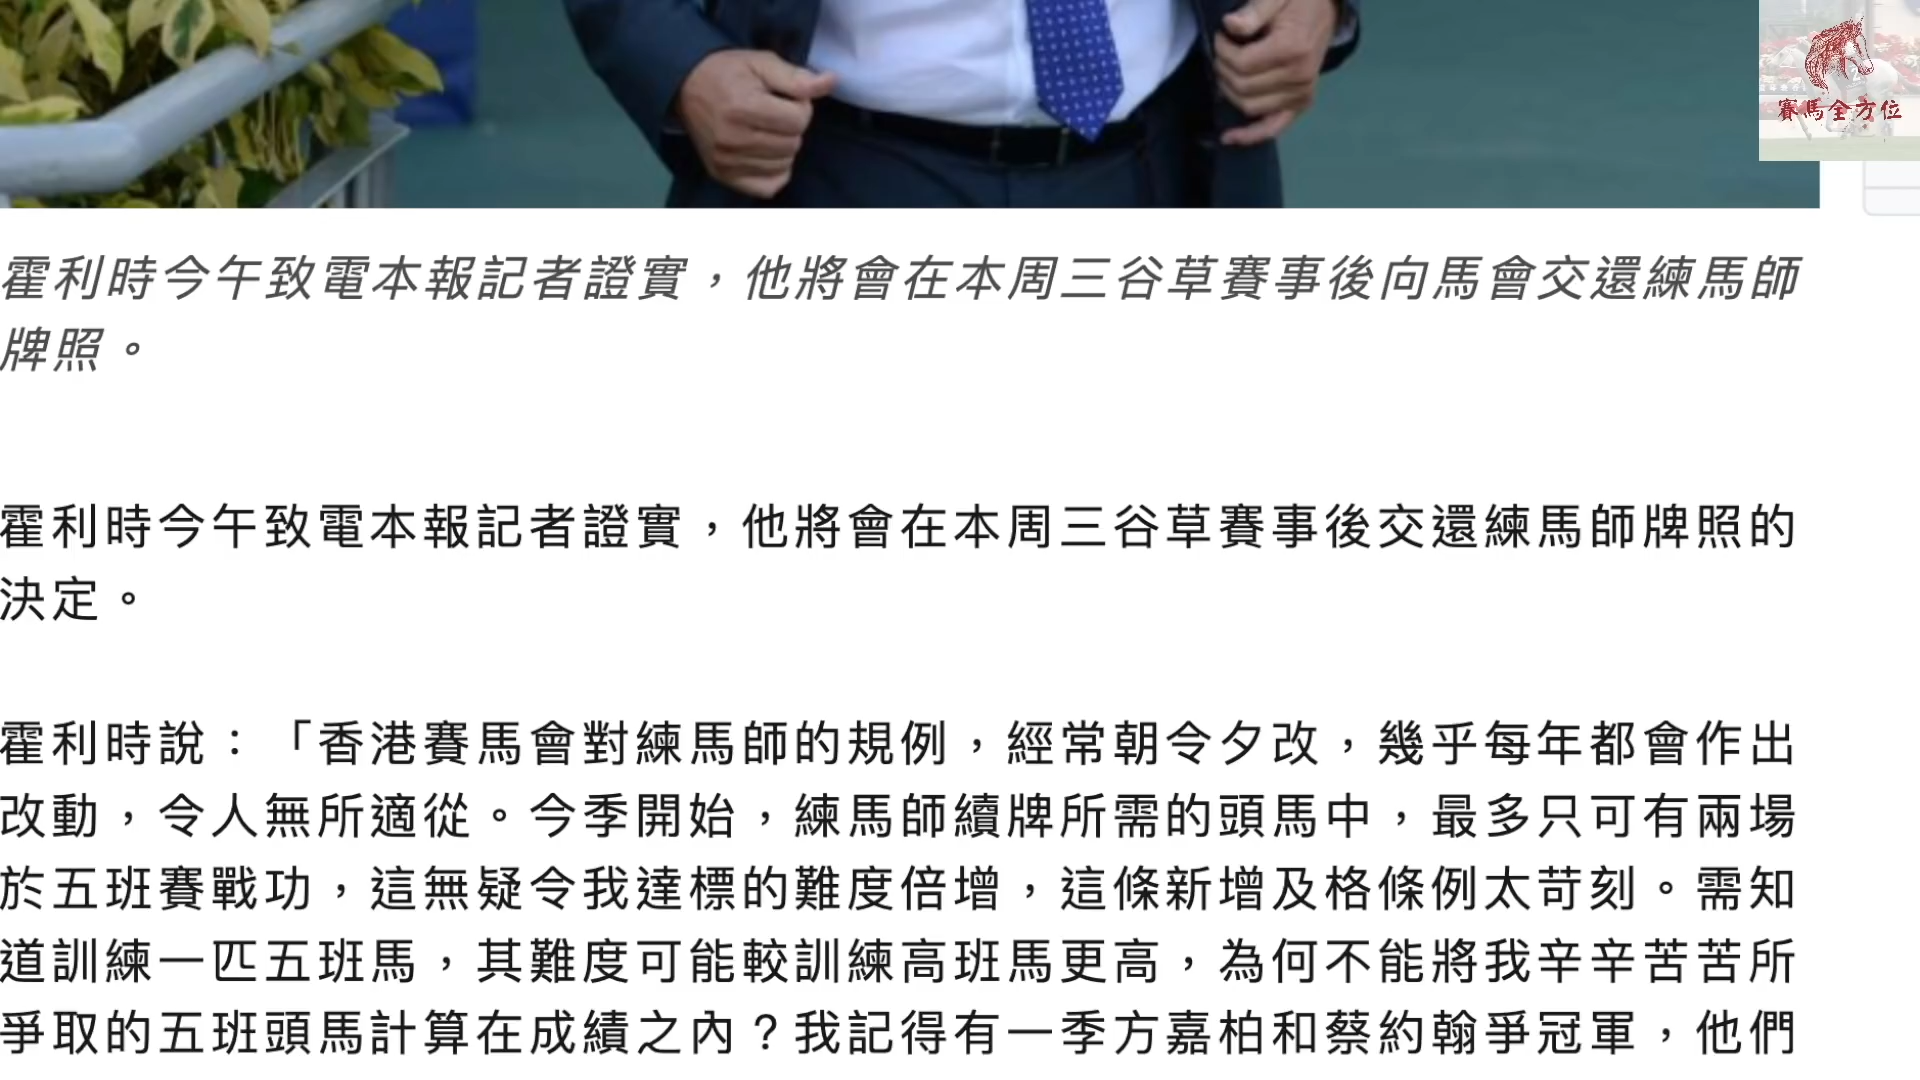 賽馬全方位
霍利時今午致電本報記者證實，他將會在本周三谷草賽事後向馬會交還練馬師
牌照。
霍利時今午致電本報記者證實，他將會在本周三谷草賽事後交還練馬師牌照的
決定。
霍利時說：「香港賽馬會對練馬師的規例，經常朝令夕改，幾乎每年都會作出
改動，令人無所適從。今季開始，練馬師續牌所需的頭馬中，最多只可有兩場
於五班賽戰功，這無疑令我達標的難度倍增，這條新增及格條例太苛刻。需知
道訓練一匹五班馬，其難度可能較訓練高班馬更高，為何不能將我辛辛苦苦所
爭取的五班頭馬計算在成績之內？我記得有一季方嘉柏和蔡約翰爭冠軍，他們